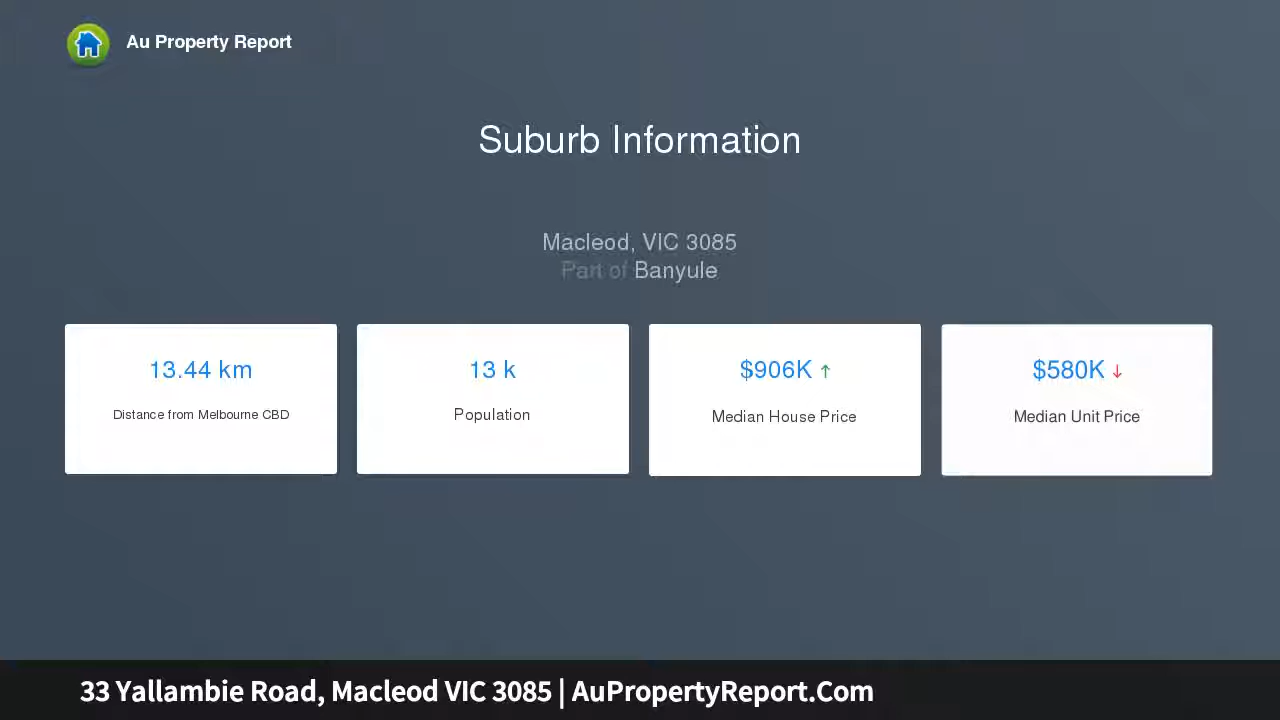 Au Property Report
Suburb Information
Macleod, VIC 3085
Part of Banyule
13.44 km
Distance from Melbourne CBD
13 k
Population
$906K ↑
Median House Price
$580K ↓
Median Unit Price
33 Yallambie Road, Macleod VIC 3085 | AuPropertyReport.Com